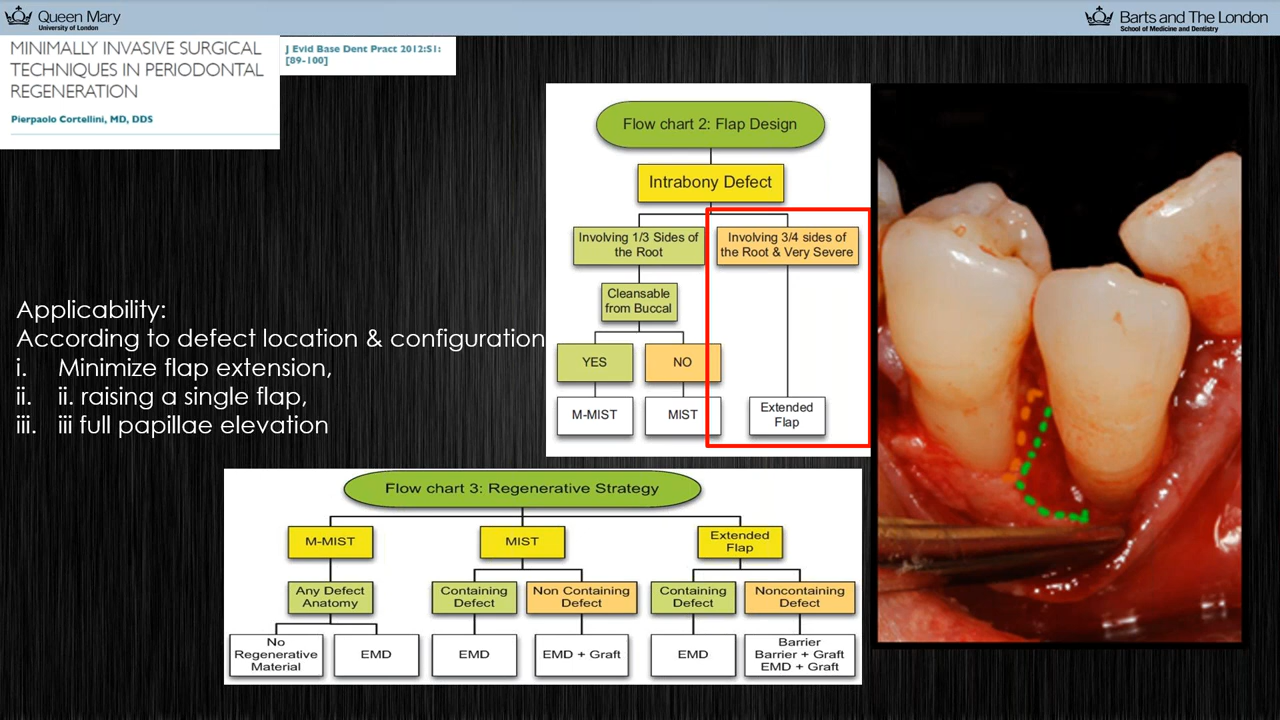 Queen Mary
University of London
Barts and The London
School of Medicine and Dentistry
MINIMALLY INVASIVE SURGICAL
TECHNIQUES IN PERIODONTAL
REGENERATION
Pierpaolo Cortellini, MD, DDS
J Evid Base Dent Pract 2012:S1:
[89-100]
Applicability:
According to defect location & configuration
i. Minimize flap extension,
ii. ii. raising a single flap,
iii. iii full papillae elevation
Flow chart 2: Flap Design
Intrabony Defect
Involving 1/3 Sides of
the Root
Involving 3/4 sides of
the Root & Very Severe
Cleansable
from Buccal
YES
NO
M-MIST
MIST
Extended
Flap
Flow chart 3: Regenerative Strategy
M-MIST
MIST
Extended
Flap
Any Defect
Anatomy
Containing
Defect
Non Containing
Defect
Containing
Defect
Noncontaining
Defect
No
Regenerative
Material
EMD
EMD
EMD + Graft
EMD
Barrier
Barrier + Graft
EMD + Graft